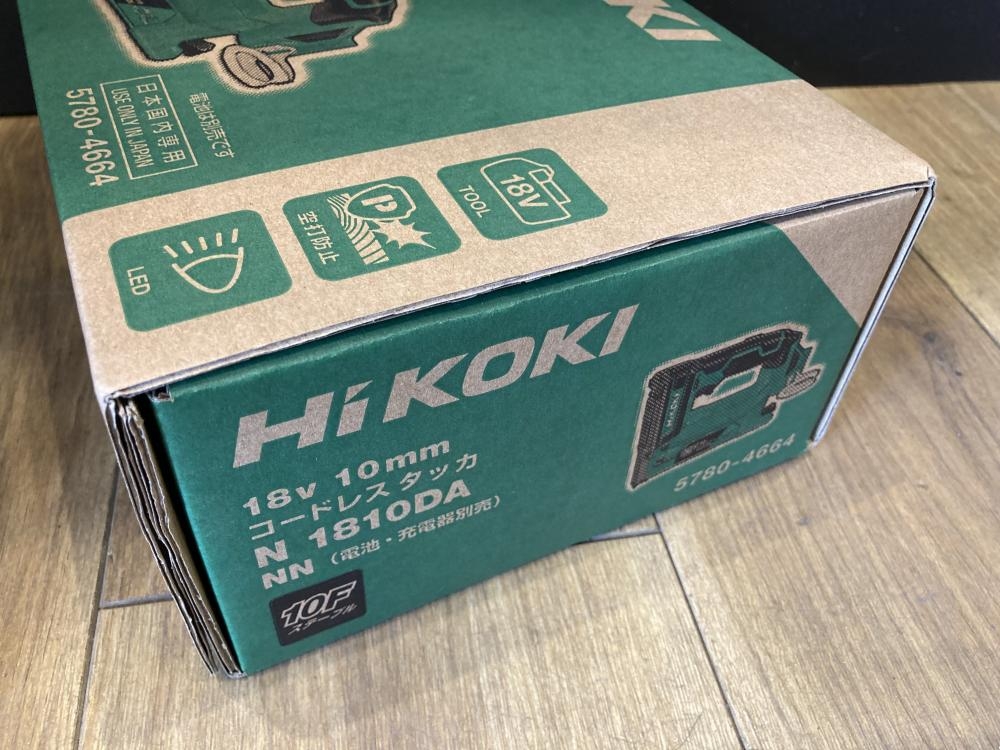 KI
電池は別売です
日本国内専用
USE ONLY IN JAPAN
5780-4664
LED
空打防止
18V
TOOL
HiKOKI
18v 10mm
コードレス タッカ
N 1810DA
NN (電池・充電器別売)
10F
ステープル
HiKOKI
5780-4664